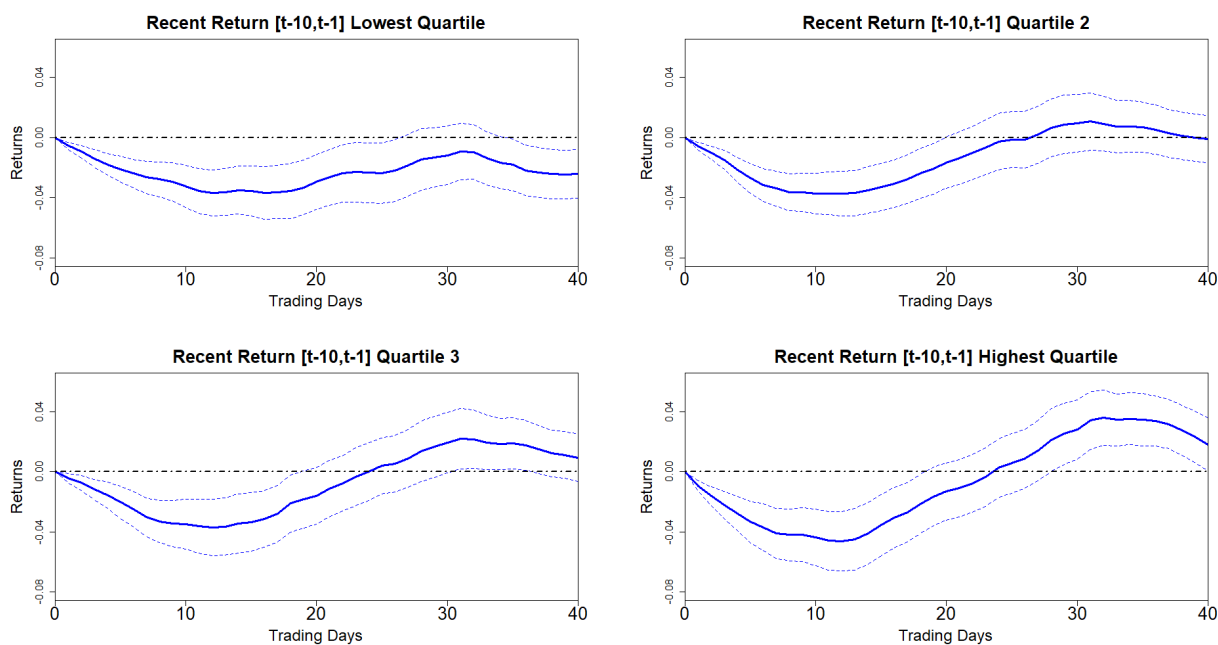 Recent Return [t-10,t-1] Lowest Quartile
Returns
0.04
0.00
-0.04
-0.08
0 10 20 30 40
Trading Days
Recent Return [t-10,t-1] Quartile 2
Returns
0.04
0.00
-0.04
-0.08
0 10 20 30 40
Trading Days
Recent Return [t-10,t-1] Quartile 3
Returns
0.04
0.00
-0.04
-0.08
0 10 20 30 40
Trading Days
Recent Return [t-10,t-1] Highest Quartile
Returns
0.04
0.00
-0.04
-0.08
0 10 20 30 40
Trading Days